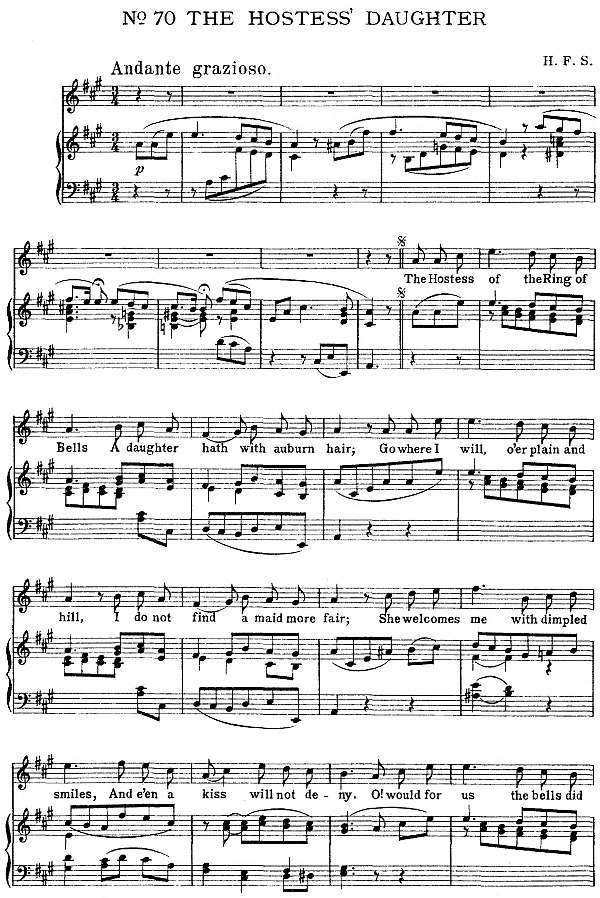 No 70 THE HOSTESS' DAUGHTER
H. F. S.
Andante grazioso.
p
The Hostess of the Ring of
Bells A daughter hath with auburn hair; Go where I will, o'er plain and
hill, I do not find a maid more fair; She welcomes me with dimpled
smiles, And e'en a kiss will not de-ny. O! would for us the bells did